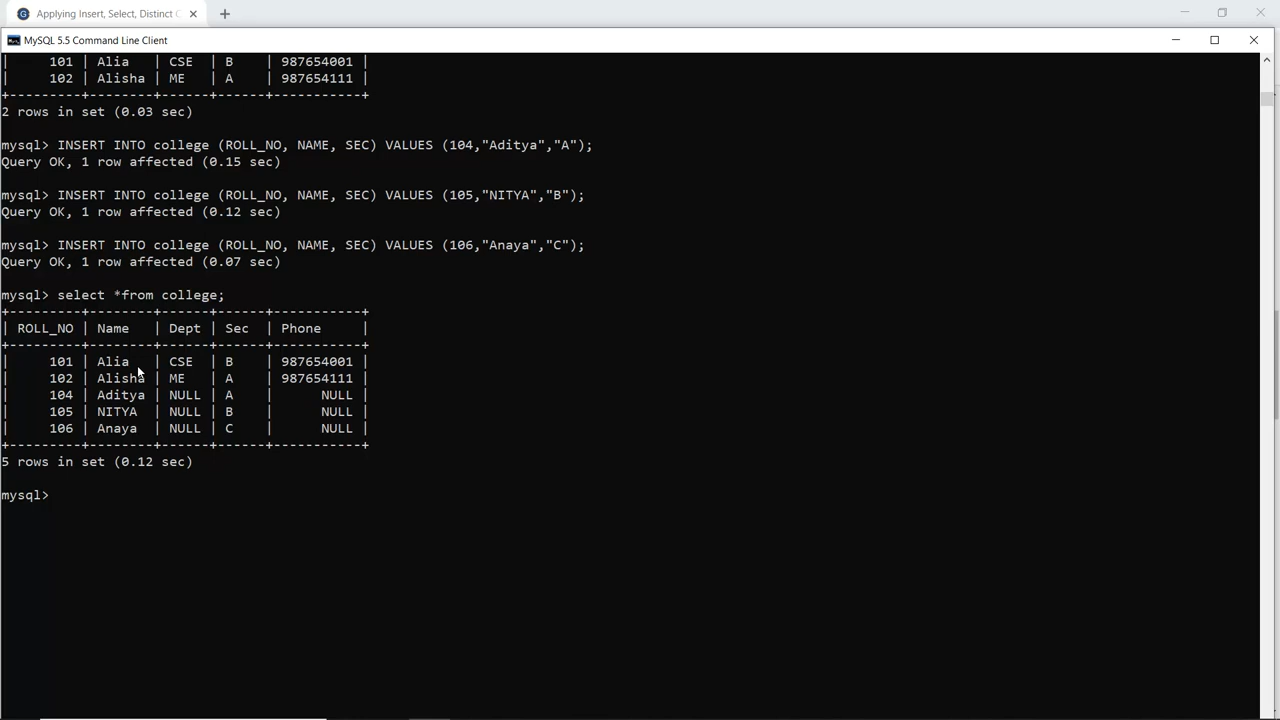 Applying Insert, Select, Distinct
MySQL 5.5 Command Line Client
| 101 | Alia | CSE | B | 987654001 |
| 102 | Alisha | ME | A | 987654111 |
+---------+--------+------+------+-----------+
2 rows in set (0.03 sec)
mysql> INSERT INTO college (ROLL_NO, NAME, SEC) VALUES (104,"Aditya","A");
Query OK, 1 row affected (0.15 sec)
mysql> INSERT INTO college (ROLL_NO, NAME, SEC) VALUES (105,"NITYA","B");
Query OK, 1 row affected (0.12 sec)
mysql> INSERT INTO college (ROLL_NO, NAME, SEC) VALUES (106,"Anaya","C");
Query OK, 1 row affected (0.07 sec)
mysql> select *from college;
+---------+--------+------+------+-----------+
| ROLL_NO | Name | Dept | Sec | Phone |
+---------+--------+------+------+-----------+
| 101 | Alia | CSE | B | 987654001 |
| 102 | Alisha | ME | A | 987654111 |
| 104 | Aditya | NULL | A | NULL |
| 105 | NITYA | NULL | B | NULL |
| 106 | Anaya | NULL | C | NULL |
+---------+--------+------+------+-----------+
5 rows in set (0.12 sec)
mysql>